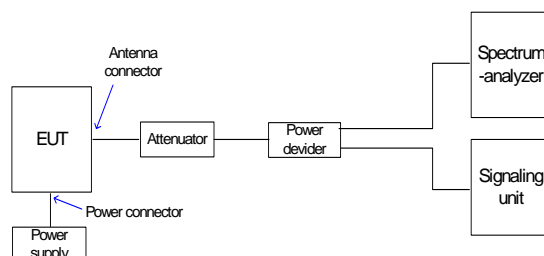 Antenna
connector
EUT
Attenuator
Power
devider
Spectrum
-analyzer
Signaling
unit
Power connector
Power
supply